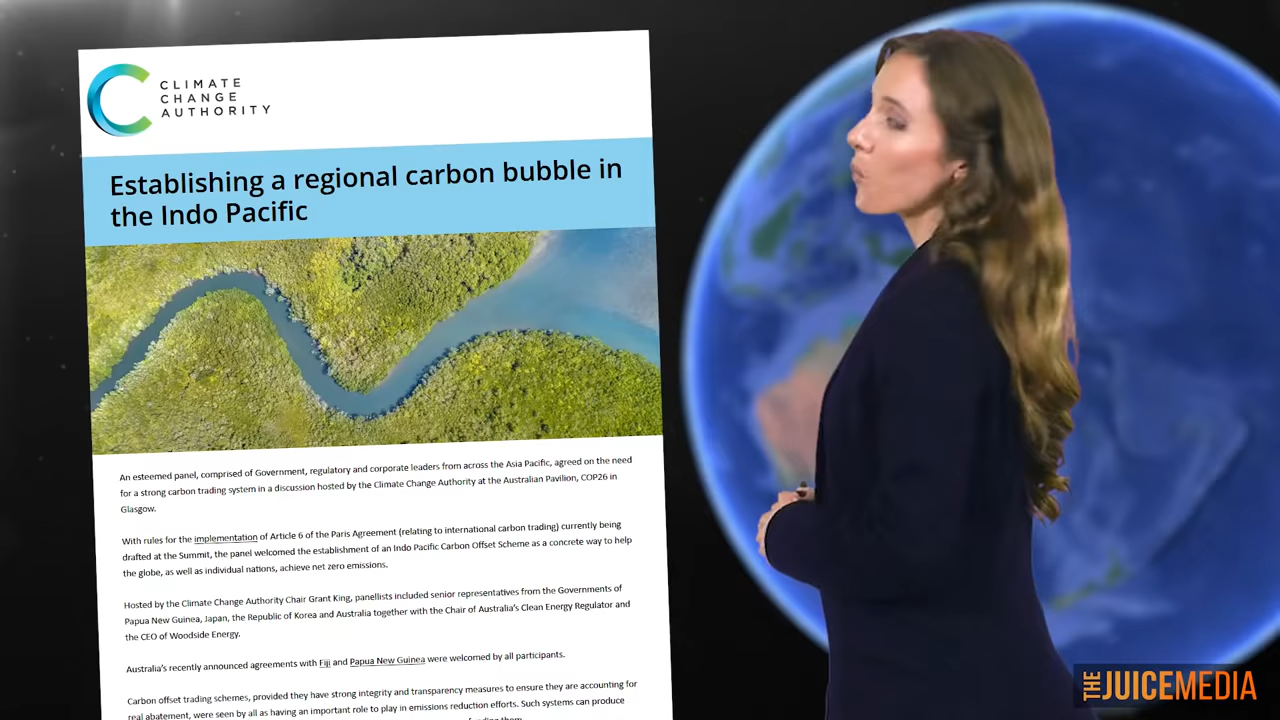 CLIMATE
CHANGE
AUTHORITY
Establishing a regional carbon bubble in
the Indo Pacific
An esteemed panel, comprised of Government, regulatory and corporate leaders from across the Asia Pacific, agreed on the need
for a strong carbon trading system in a discussion hosted by the Climate Change Authority at the Australian Pavilion, COP26 in
Glasgow.
With rules for the implementation of Article 6 of the Paris Agreement (relating to international carbon trading) currently being
drafted at the Summit, the panel welcomed the establishment of an Indo Pacific Carbon Offset Scheme as a concrete way to help
the globe, as well as individual nations, achieve net zero emissions.
Hosted by the Climate Change Authority Chair Grant King, panellists included senior representatives from the Governments of
Papua New Guinea, Japan, the Republic of Korea and Australia together with the Chair of Australia's Clean Energy Regulator and
the CEO of Woodside Energy.
Australia's recently announced agreements with Fiji and Papua New Guinea were welcomed by all participants.
Carbon offset trading schemes, provided they have strong integrity and transparency measures to ensure they are accounting for
real abatement, were seen by all as having an important role to play in emissions reduction efforts. Such systems can produce
THE JUICEMEDIA